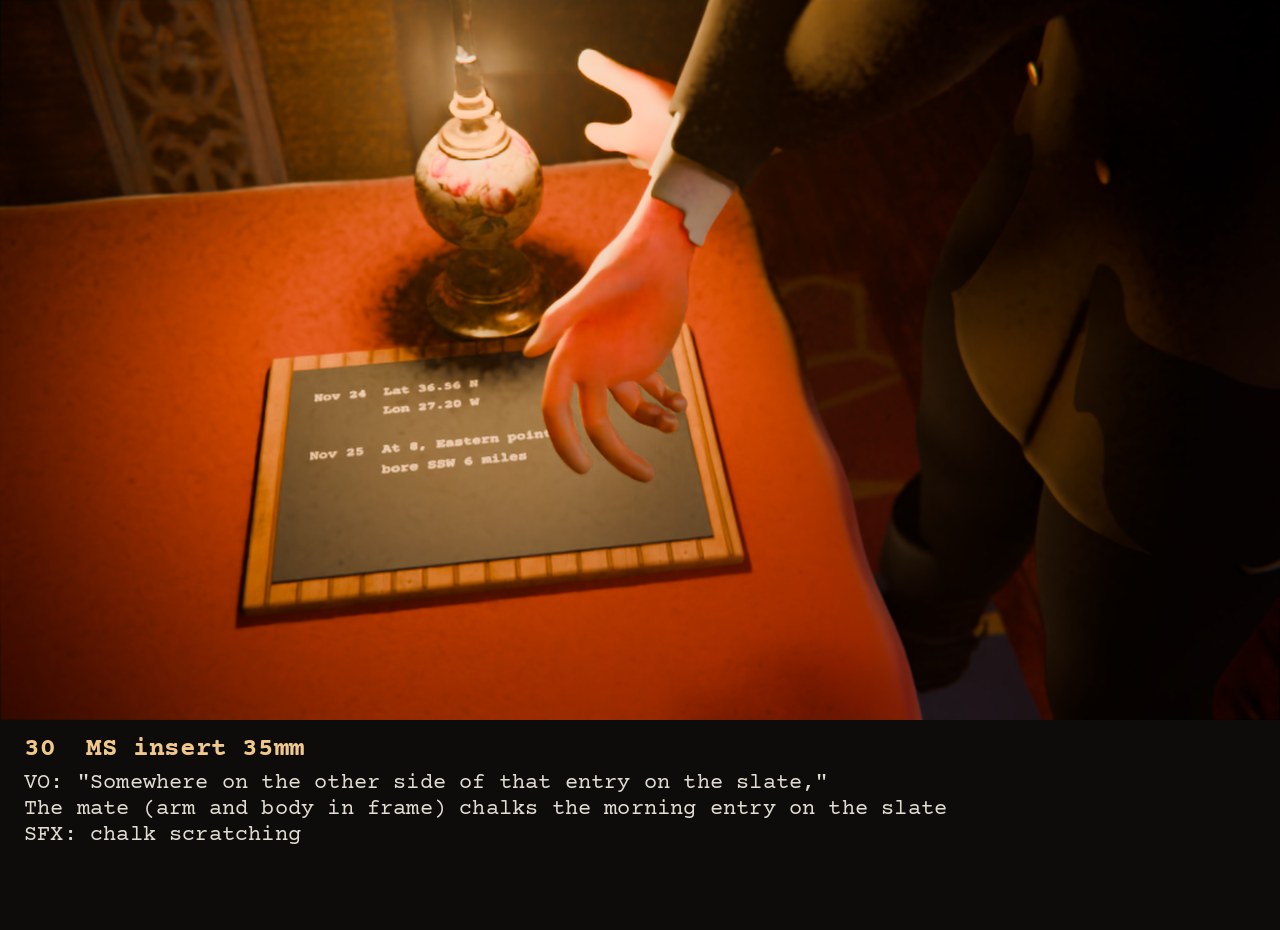 Nov 24 Lat 36.56 N
Lon 27.20 W
Nov 25 At 8, Eastern point
bore SSW 6 miles
30 MS insert 35mm
VO: "Somewhere on the other side of that entry on the slate,"
The mate (arm and body in frame) chalks the morning entry on the slate
SFX: chalk scratching